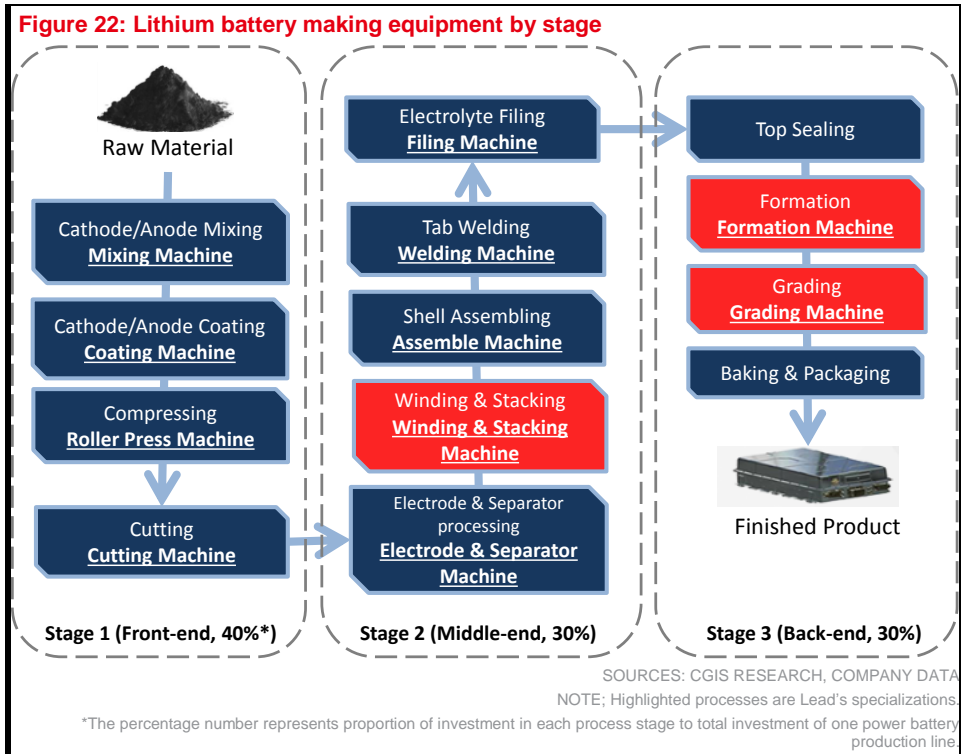 Figure 22: Lithium battery making equipment by stage
Raw Material
Cathode/Anode Mixing
Mixing Machine
Cathode/Anode Coating
Coating Machine
Compressing
Roller Press Machine
Cutting
Cutting Machine
Stage 1 (Front-end, 40%*)
Electrolyte Filing
Filing Machine
Tab Welding
Welding Machine
Shell Assembling
Assemble Machine
Winding & Stacking
Winding & Stacking
Machine
Electrode & Separator
processing
Electrode & Separator
Machine
Stage 2 (Middle-end, 30%)
Top Sealing
Formation
Formation Machine
Grading
Grading Machine
Baking & Packaging
Finished Product
Stage 3 (Back-end, 30%)
SOURCES: CGIS RESEARCH, COMPANY DATA
NOTE; Highlighted processes are Lead's specializations.
*The percentage number represents proportion of investment in each process stage to total investment of one power battery
production line.